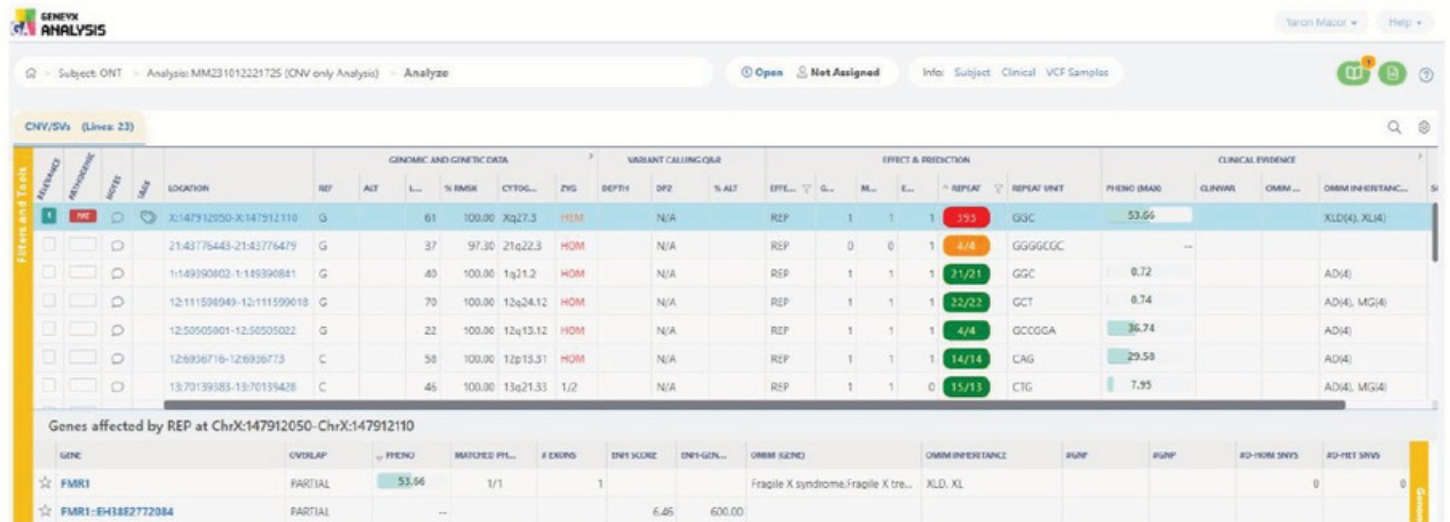 GENEYX
GA ANALYSIS
Yaron Mazor Help
Subject: ONT > Analysis: MM231012221725 (CNV only Analysis) > Analyze Open Not Assigned Info: Subject Clinical VCF Samples 1
CNV/SVs (Lines: 23)
Filters and Tools
GENOMIC AND GENETIC DATA VARIANT CALLING Q&R EFFECT & PREDICTION CLINICAL EVIDENCE
RELEVANCE PATHOGENIC NOTES TAGS LOCATION REF ALT L... % RMSK CYTOG... ZYG DEPTH DP2 % ALT EFFE... G... M... E... REPEAT REPEAT UNIT PHENO (MAX) CLINVAR OMIM ... OMIM INHERITANC...
X:147912050-X:147912110 G 61 100.00 Xq27.3 HEM N/A REP 1 1 1 393 GGC 53.66 XLD(4), XL(4)
21:43776443-21:43776479 G 37 97.30 21q22.3 HOM N/A REP 0 0 1 4/4 GGGGCGC --
1:149390802-1:149390841 G 40 100.00 1q21.2 HOM N/A REP 1 1 1 21/21 GGC 0.72 AD(4)
12:111598949-12:111599018 G 70 100.00 12q24.12 HOM N/A REP 1 1 1 22/22 GCT 0.74 AD(4), MG(4)
12:50505001-12:50505022 G 22 100.00 12q13.12 HOM N/A REP 1 1 1 4/4 GCCGGA 36.74 AD(4)
12:6936716-12:6936773 C 58 100.00 12p13.31 HOM N/A REP 1 1 1 14/14 CAG 29.58 AD(4)
13:70139383-13:70139428 C 46 100.00 13q21.33 1/2 N/A REP 1 1 0 15/13 CTG 7.95 AD(4), MG(4)
Genes affected by REP at ChrX:147912050-ChrX:147912110
GENE OVERLAP PHENO MATCHED PH... # EXONS ENH SCORE ENH-GEN... OMIM (GENE) OMIM INHERITANCE #D-HOM SNVS #D-HET SNVS
FMR1 PARTIAL 53.66 1/1 1 Fragile X syndrome,Fragile X tre... XLD, XL 0 0
FMR1::EH38E2772084 PARTIAL -- 6.46 600.00